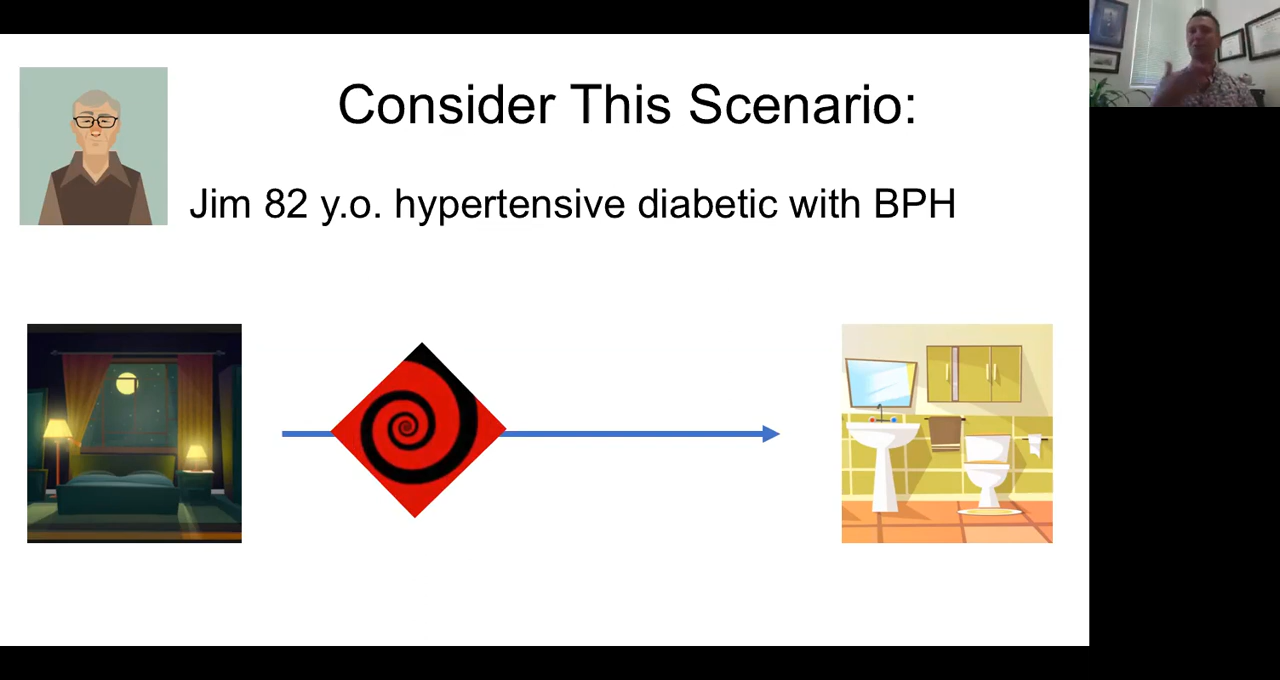 Consider This Scenario:
Jim 82 y.o. hypertensive diabetic with BPH